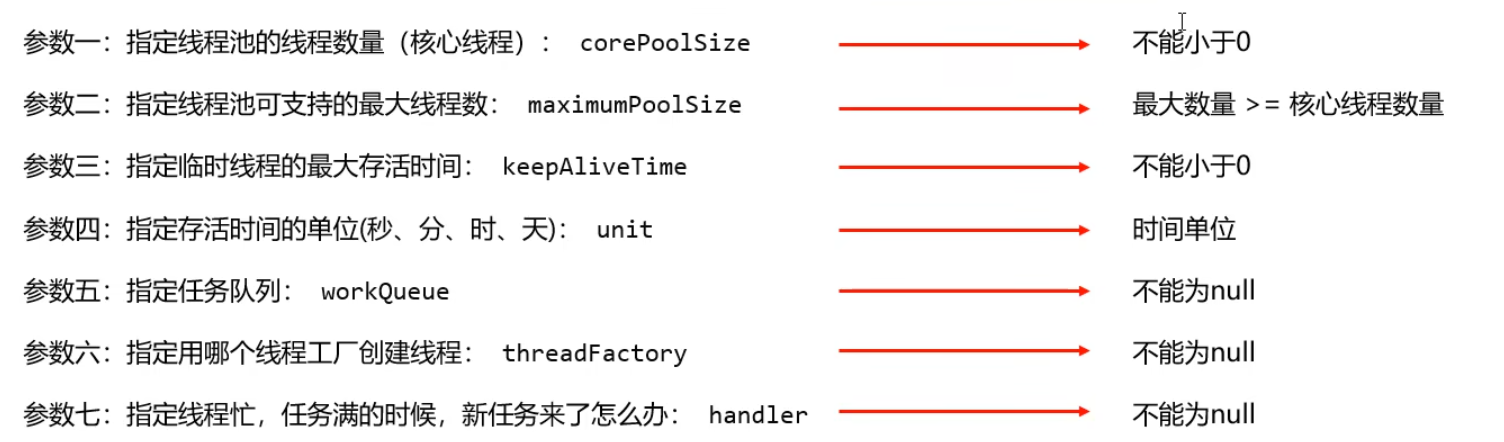 参数一：指定线程池的线程数量（核心线程）： corePoolSize 不能小于0
参数二：指定线程池可支持的最大线程数： maximumPoolSize 最大数量 >= 核心线程数量
参数三：指定临时线程的最大存活时间： keepAliveTime 不能小于0
参数四：指定存活时间的单位(秒、分、时、天)： unit 时间单位
参数五：指定任务队列： workQueue 不能为null
参数六：指定用哪个线程工厂创建线程： threadFactory 不能为null
参数七：指定线程忙，任务满的时候，新任务来了怎么办： handler 不能为null